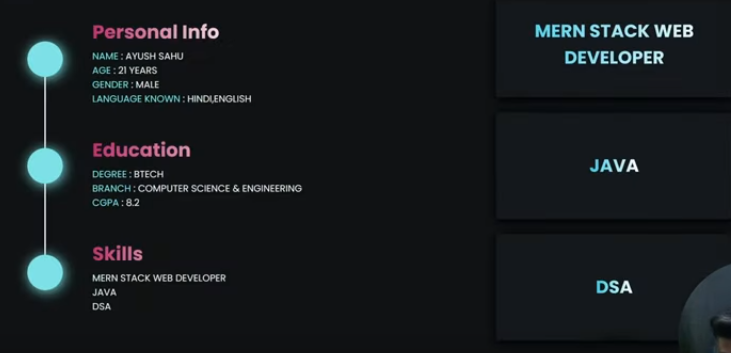 Personal Info
NAME : AYUSH SAHU
AGE : 21 YEARS
GENDER : MALE
LANGUAGE KNOWN : HINDI,ENGLISH
Education
DEGREE : BTECH
BRANCH : COMPUTER SCIENCE & ENGINEERING
CGPA : 8.2
Skills
MERN STACK WEB DEVELOPER
JAVA
DSA
MERN STACK WEB
DEVELOPER
JAVA
DSA